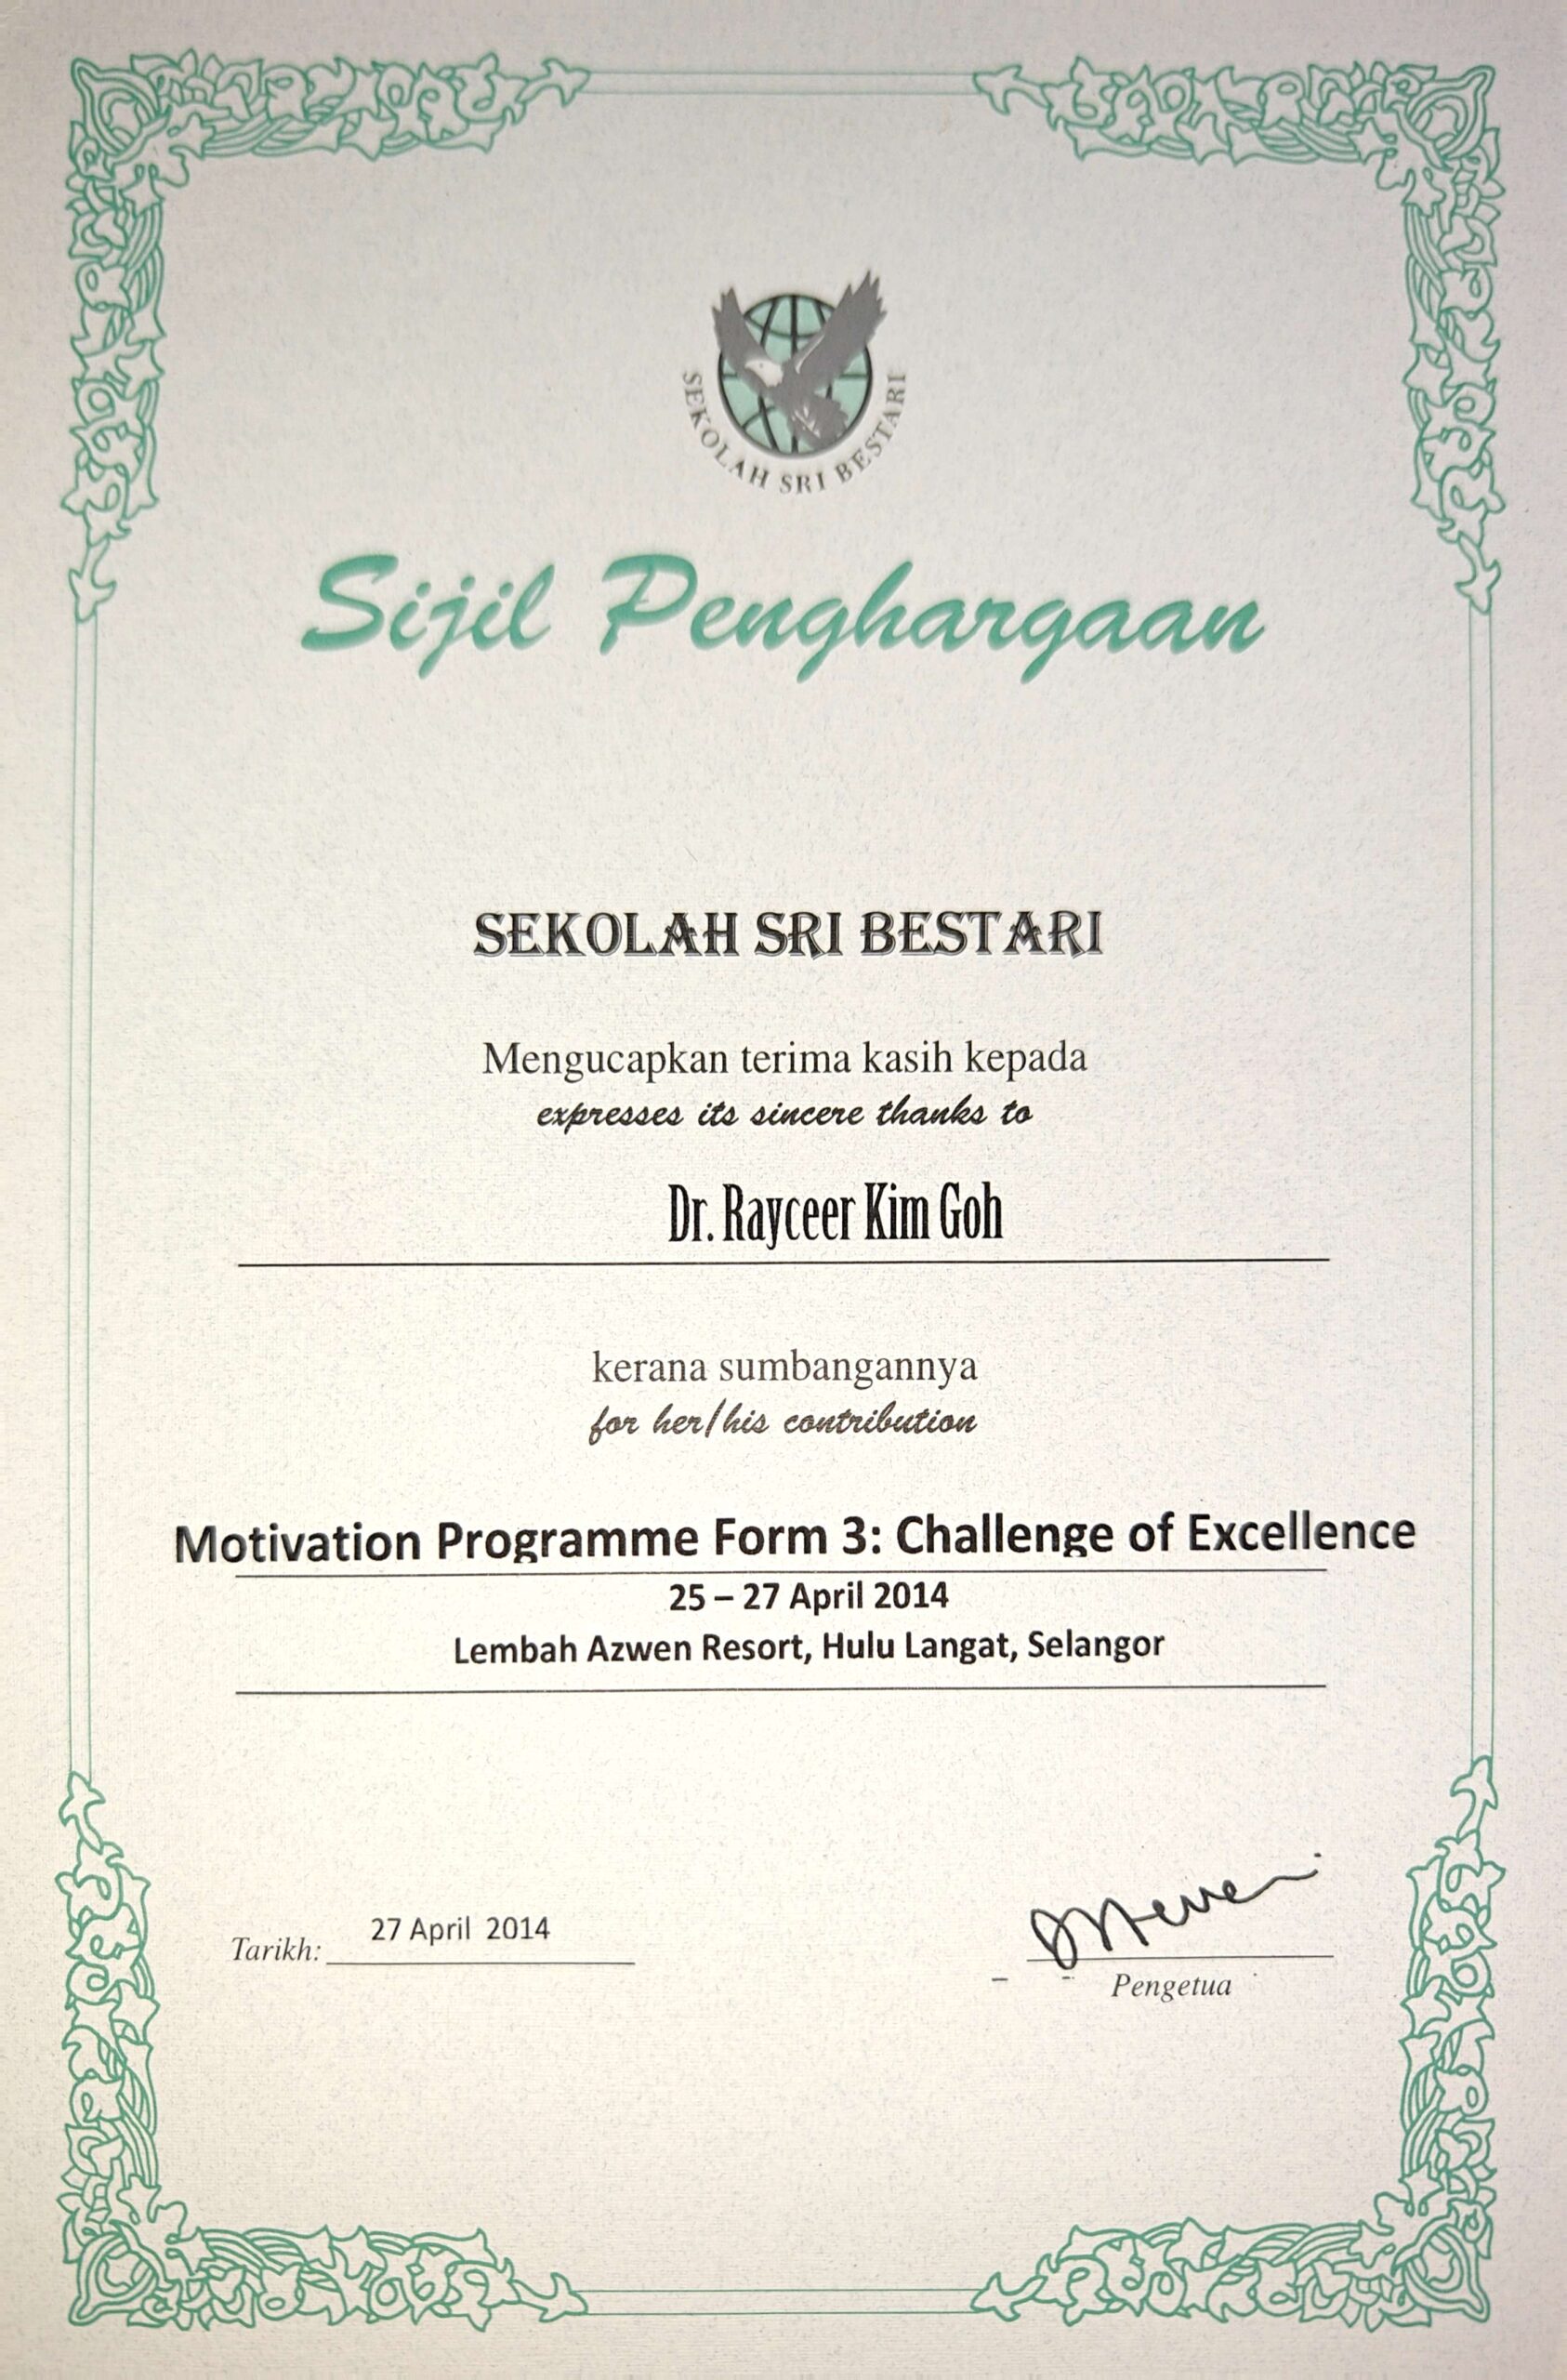 SEKOLAH SRI BESTARI
Sijil Penghargaan
SEKOLAH SRI BESTARI
Mengucapkan terima kasih kepada
expresses its sincere thanks to
Dr. Rayceer Kim Goh
kerana sumbangannya
for her/his contribution
Motivation Programme Form 3: Challenge of Excellence
25 – 27 April 2014
Lembah Azwen Resort, Hulu Langat, Selangor
Tarikh: 27 April 2014
Pengetua